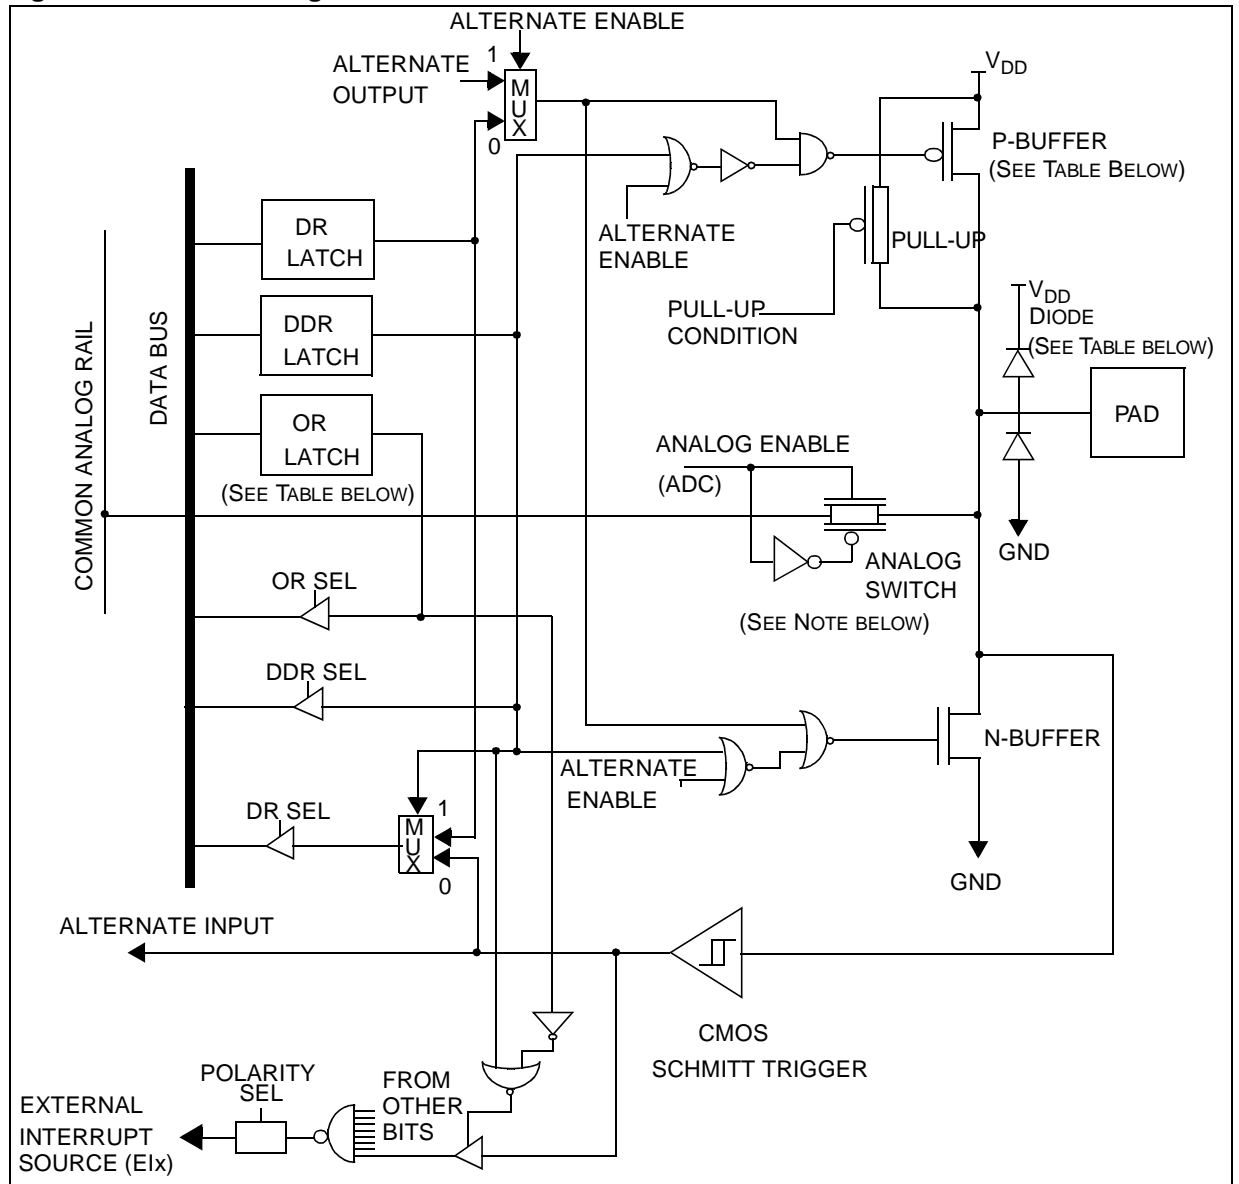 ALTERNATE ENABLE
1
ALTERNATE
OUTPUT
MUX
0
VDD
P-BUFFER
(SEE TABLE BELOW)
ALTERNATE
ENABLE
PULL-UP
PULL-UP
CONDITION
DR
LATCH
DDR
LATCH
OR
LATCH
(SEE TABLE BELOW)
COMMON ANALOG RAIL
DATA BUS
VDD
DIODE
(SEE TABLE BELOW)
PAD
GND
ANALOG ENABLE
(ADC)
ANALOG
SWITCH
(SEE NOTE BELOW)
OR SEL
DDR SEL
DR SEL
1
MUX
0
ALTERNATE
ENABLE
N-BUFFER
GND
ALTERNATE INPUT
CMOS
SCHMITT TRIGGER
POLARITY
SEL
FROM
OTHER
BITS
EXTERNAL
INTERRUPT
SOURCE (EIx)